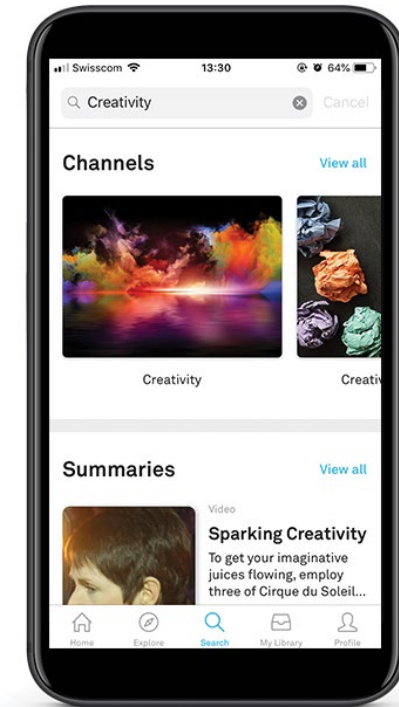 Swisscom 13:30 64%
Creativity Cancel
Channels View all
Creativity Creativ
Summaries View all
Video
Sparking Creativity
To get your imaginative
juices flowing, employ
three of Cirque du Soleil...
Home Explore Search My Library Profile